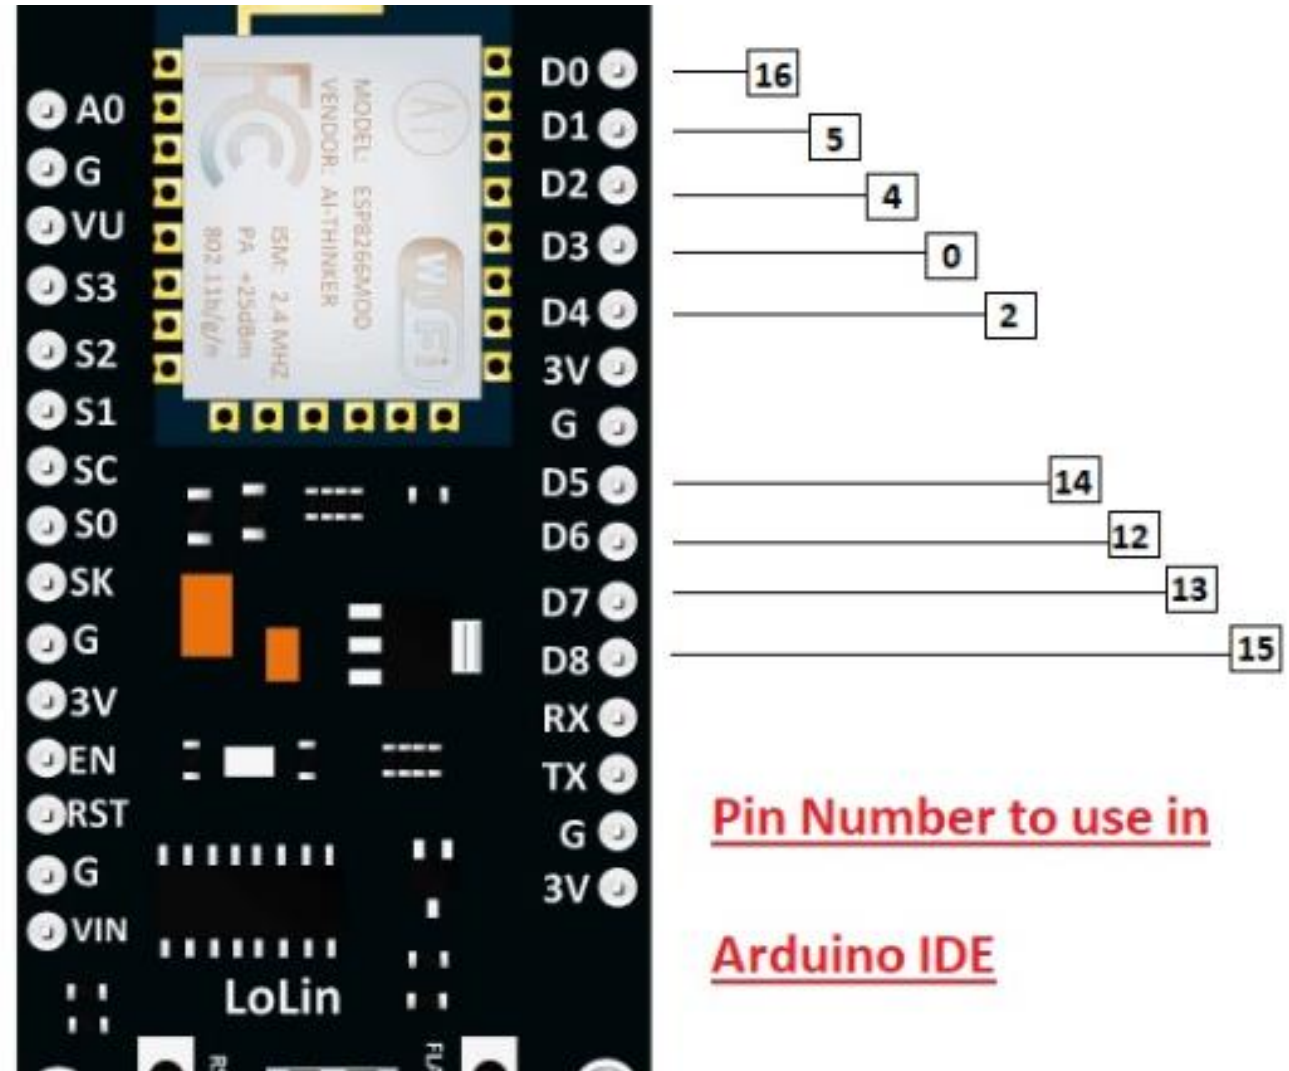 A0
G
VU
S3
S2
S1
SC
S0
SK
G
3V
EN
RST
G
VIN
MODEL: ESP8266MOD
VENDOR: AI-THINKER
ISM: 2.4 MHZ
PA +25dBm
802.11b/g/n
WiFi
D0 16
D1 5
D2 4
D3 0
D4 2
3V
G
D5 14
D6 12
D7 13
D8 15
RX
TX
G
3V
LoLin
Pin Number to use in
Arduino IDE